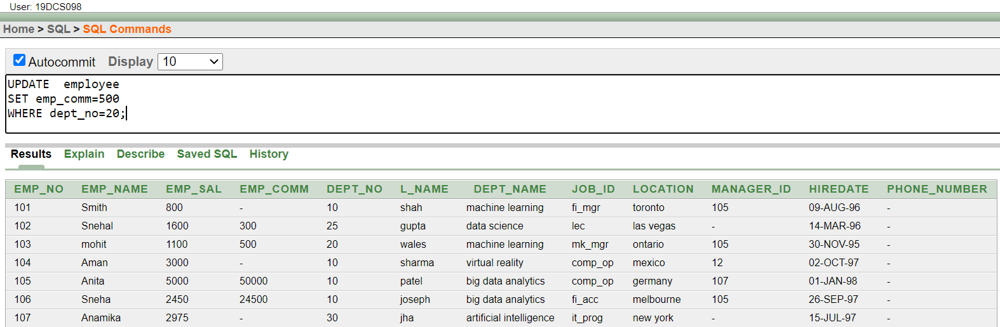 User: 19DCS098
Home > SQL > SQL Commands
Autocommit Display 10
UPDATE  employee
SET emp_comm=500
WHERE dept_no=20;
Results Explain Describe Saved SQL History
EMP_NO EMP_NAME EMP_SAL EMP_COMM DEPT_NO L_NAME DEPT_NAME JOB_ID LOCATION MANAGER_ID HIREDATE PHONE_NUMBER
101 Smith 800 - 10 shah machine learning fi_mgr toronto 105 09-AUG-96 -
102 Snehal 1600 300 25 gupta data science lec las vegas - 14-MAR-96 -
103 mohit 1100 500 20 wales machine learning mk_mgr ontario 105 30-NOV-95 -
104 Aman 3000 - 10 sharma virtual reality comp_op mexico 12 02-OCT-97 -
105 Anita 5000 50000 10 patel big data analytics comp_op germany 107 01-JAN-98 -
106 Sneha 2450 24500 10 joseph big data analytics fi_acc melbourne 105 26-SEP-97 -
107 Anamika 2975 - 30 jha artificial intelligence it_prog new york - 15-JUL-97 -